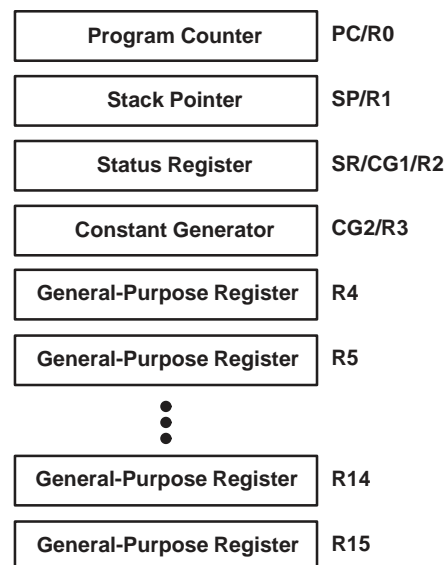 Program Counter PC/R0
Stack Pointer SP/R1
Status Register SR/CG1/R2
Constant Generator CG2/R3
General-Purpose Register R4
General-Purpose Register R5
General-Purpose Register R14
General-Purpose Register R15